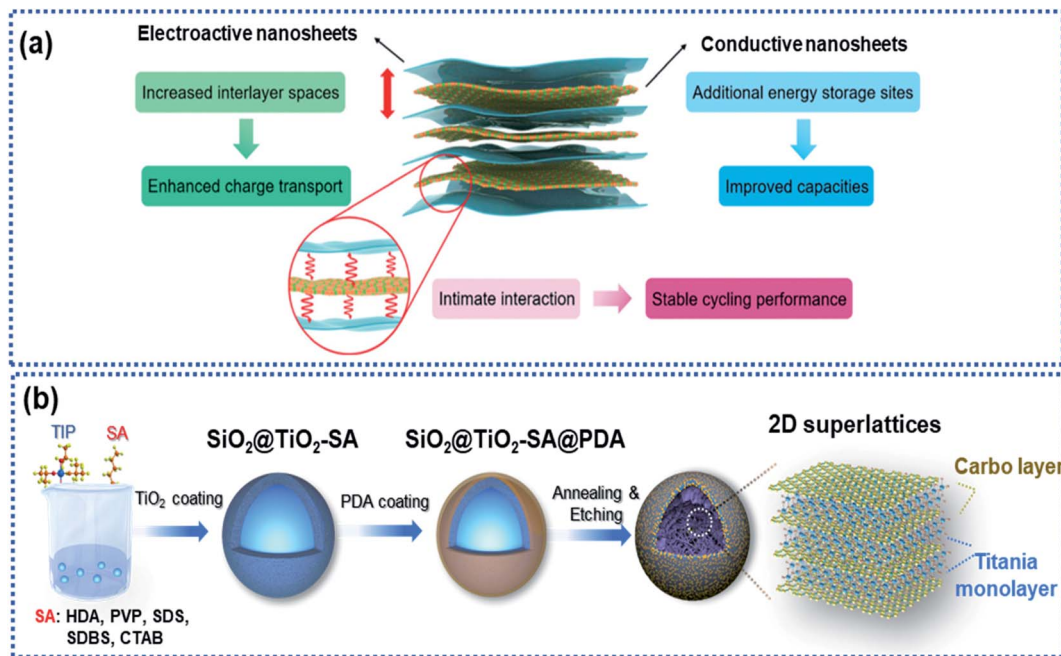 (a)
Electroactive nanosheets
Conductive nanosheets
Increased interlayer spaces
Additional energy storage sites
Enhanced charge transport
Improved capacities
Intimate interaction
Stable cycling performance
(b)
TIP
SA
SiO₂@TiO₂-SA
SiO₂@TiO₂-SA@PDA
2D superlattices
TiO₂ coating
PDA coating
Annealing &
Etching
Carbo layer
Titania
monolayer
SA: HDA, PVP, SDS,
SDBS, CTAB